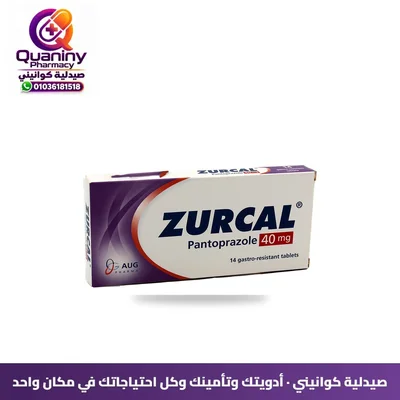 Quaniny
Pharmacy
صيدلية كوانيني
01036181518
ZURCAL®
Pantoprazole 40 mg
14 gastro-resistant tablets
AUG
PHARMA
صيدلية كوانيني - أدويتك وتأمينك وكل احتياجاتك في مكان واحد